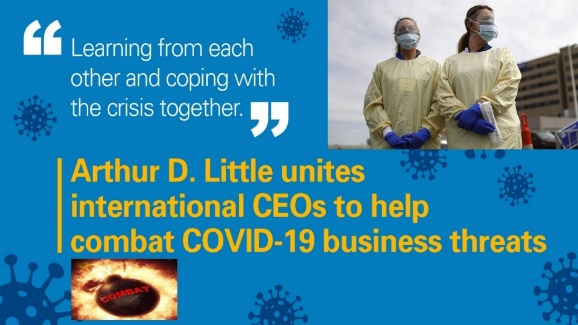 “ Learning from each
other and coping with
the crisis together. ”
Arthur D. Little unites
international CEOs to help
combat COVID-19 business threats
COMBAT